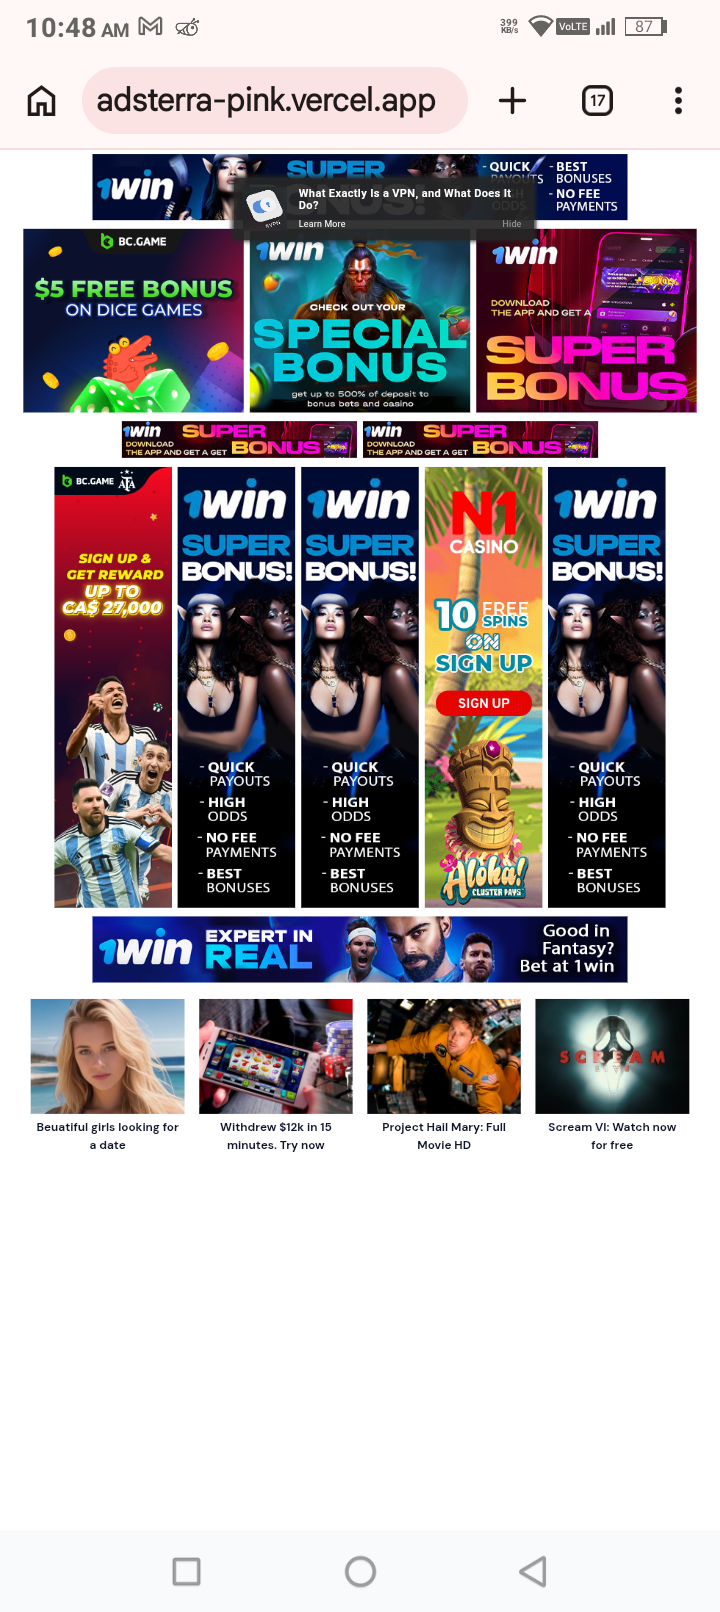 10:48 AM
399 KB/s
VoLTE
87
adsterra-pink.vercel.app
17
1win
SUPER
- QUICK PAYOUTS
- BEST BONUSES
- NO FEE PAYMENTS
What Exactly Is a VPN, and What Does It
Do?
Learn More
Hide
BC.GAME
$5 FREE BONUS
ON DICE GAMES
1win
CHECK OUT YOUR
SPECIAL
BONUS
get up to 500% of deposit to
bonus bets and casino
1win
DOWNLOAD
THE APP AND GET A
SUPER
BONUS
1win SUPER
DOWNLOAD
THE APP AND GET A GET BONUS
1win SUPER
DOWNLOAD
THE APP AND GET A GET BONUS
BC.GAME AFA
SIGN UP &
GET REWARD
UP TO
CA$ 27,000
10
1win
SUPER
BONUS!
- QUICK
PAYOUTS
- HIGH
ODDS
- NO FEE
PAYMENTS
- BEST
BONUSES
1win
SUPER
BONUS!
- QUICK
PAYOUTS
- HIGH
ODDS
- NO FEE
PAYMENTS
- BEST
BONUSES
N1
CASINO
10 FREE
SPINS
ON
SIGN UP
SIGN UP
Aloha!
CLUSTER PAYS
1win
SUPER
BONUS!
- QUICK
PAYOUTS
- HIGH
ODDS
- NO FEE
PAYMENTS
- BEST
BONUSES
1win
EXPERT IN
REAL
Good in
Fantasy?
Bet at 1win
SCREAM
Beuatiful girls looking for
a date
Withdrew $12k in 15
minutes. Try now
Project Hail Mary: Full
Movie HD
Scream VI: Watch now
for free